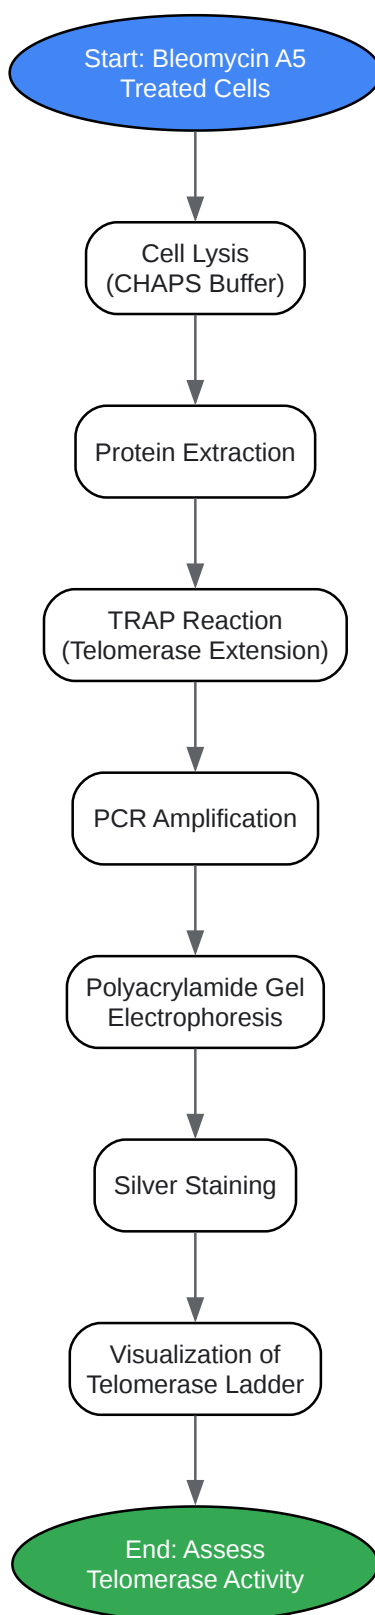 Start: Bleomycin A5
Treated Cells
Cell Lysis
(CHAPS Buffer)
Protein Extraction
TRAP Reaction
(Telomerase Extension)
PCR Amplification
Polyacrylamide Gel
Electrophoresis
Silver Staining
Visualization of
Telomerase Ladder
End: Assess
Telomerase Activity